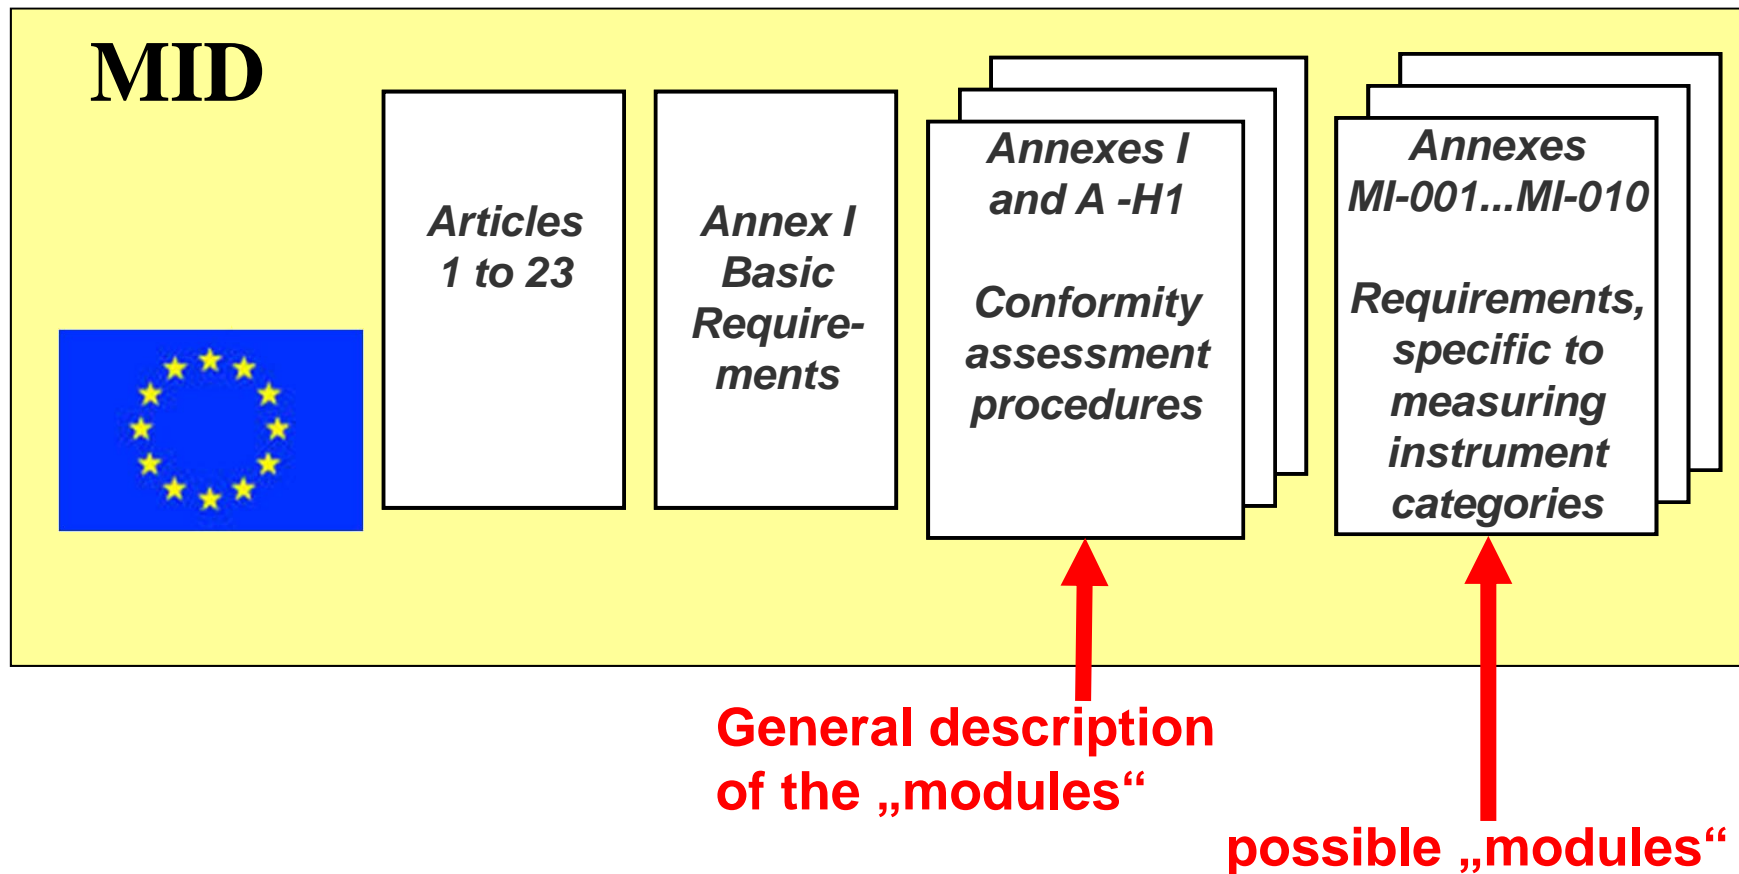 MID
Articles
1 to 23
Annex I
Basic
Require-
ments
Annexes I
and A -H1
Conformity
assessment
procedures
Annexes
MI-001...MI-010
Requirements,
specific to
measuring
instrument
categories
General description
of the „modules“
possible „modules“